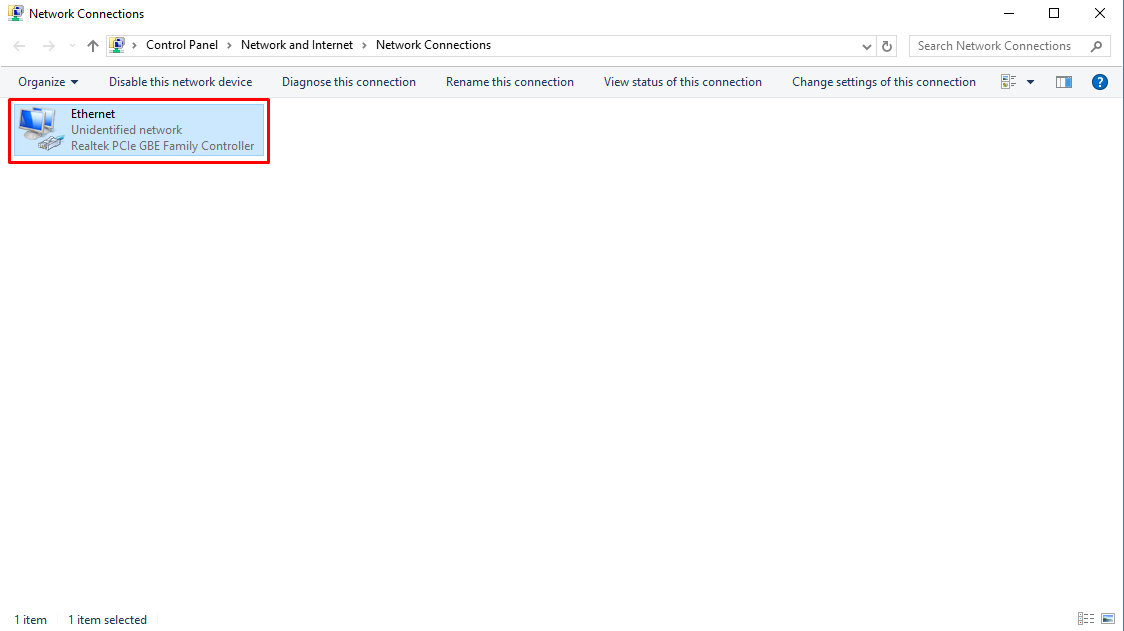 Network Connections
Control Panel > Network and Internet > Network Connections
Search Network Connections
Organize Disable this network device Diagnose this connection Rename this connection View status of this connection Change settings of this connection ?
Ethernet
Unidentified network
Realtek PCIe GBE Family Controller
1 item 1 item selected